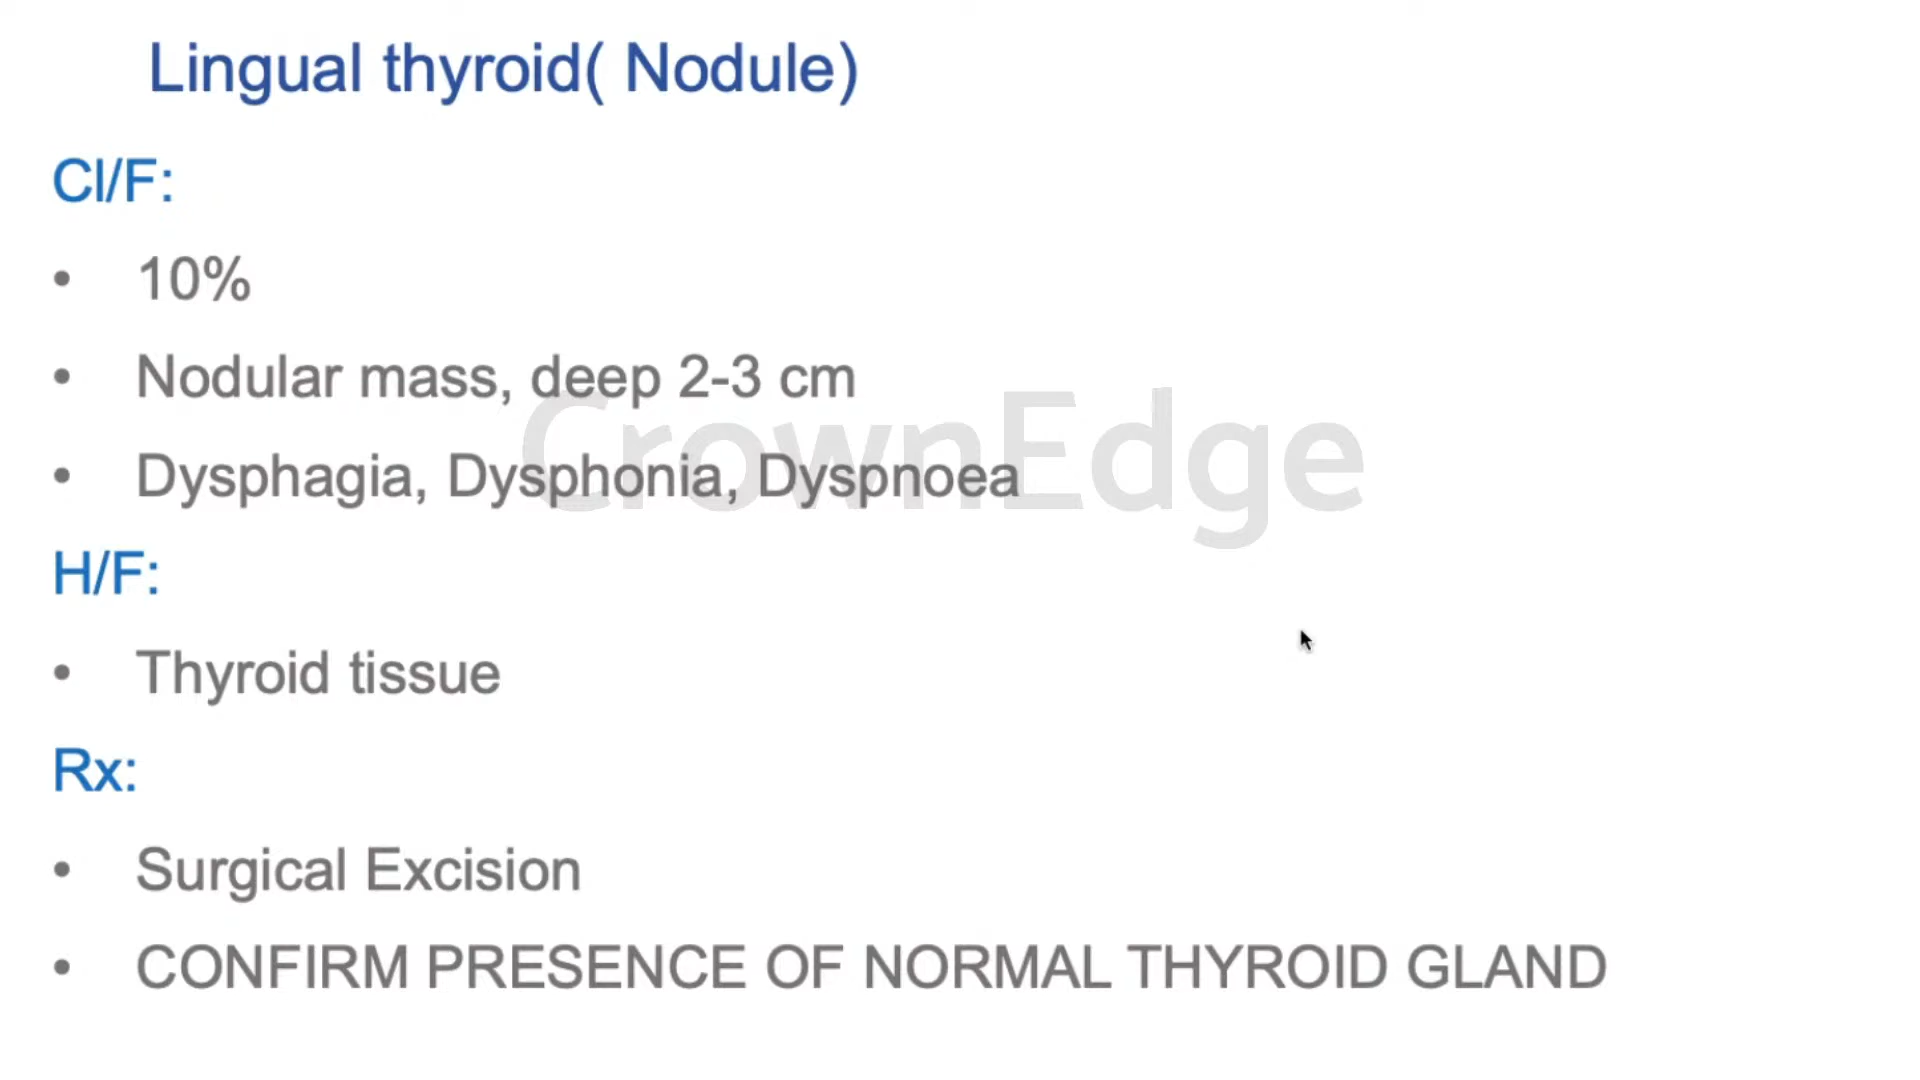 Lingual thyroid( Nodule)
Cl/F:
• 10%
• Nodular mass, deep 2-3 cm
CrownEdge
• Dysphagia, Dysphonia, Dyspnoea
H/F:
• Thyroid tissue
Rx:
• Surgical Excision
• CONFIRM PRESENCE OF NORMAL THYROID GLAND